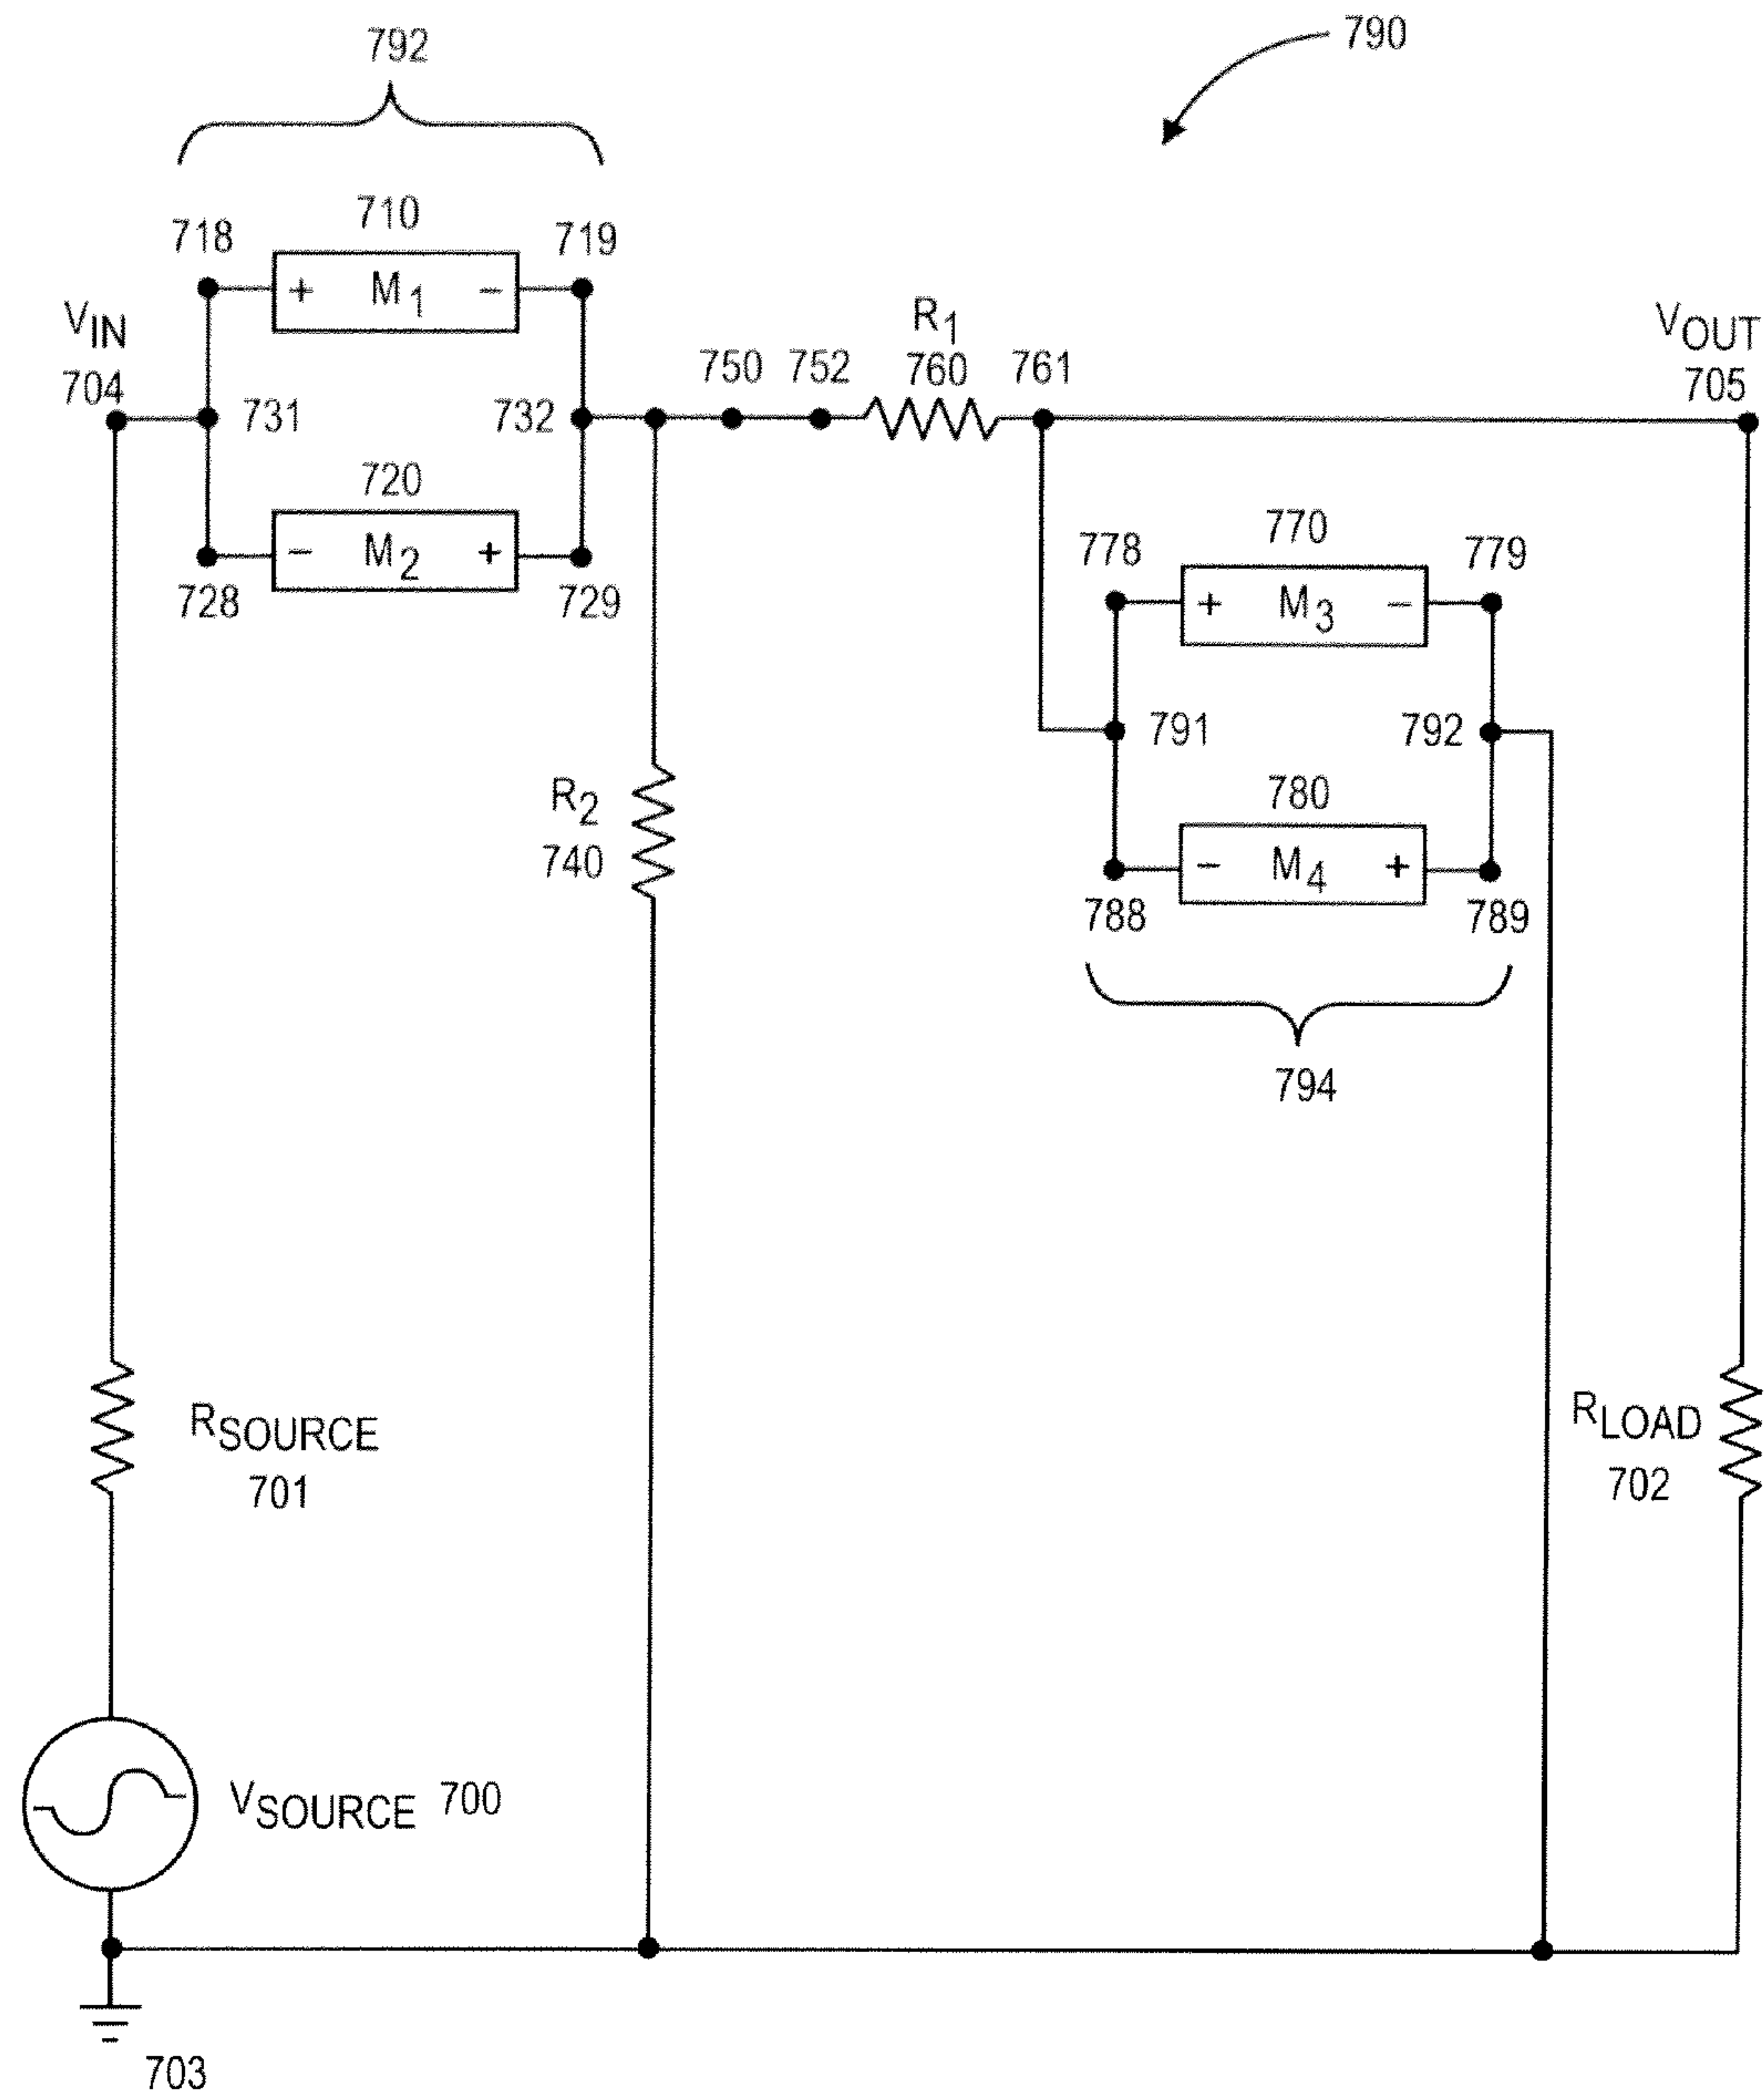 790
792
710
718
719
+ M1 −
VIN
704
731
732
750
752
R1
760
761
VOUT
705
720
− M2 +
728
729
770
778
779
+ M3 −
791
792
R2
740
780
− M4 +
788
789
794
RSOURCE
701
RLOAD
702
VSOURCE 700
703